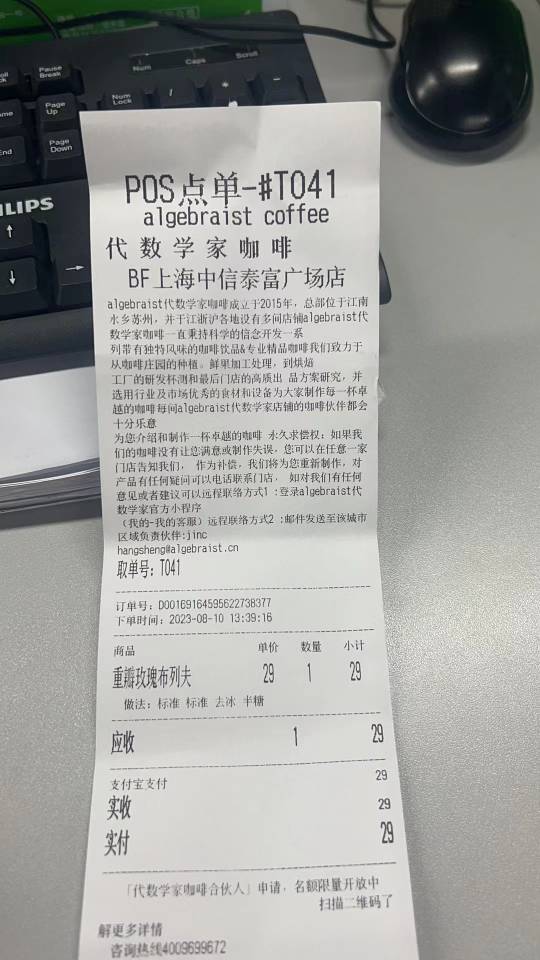 Pause
Break
Num
Caps
Scroll
Page
Up
Num
Lock
/
*
End
Page
Down
ILIPS
POS点单-#T041
algebraist coffee
代数学家咖啡
BF上海中信泰富广场店
algebraist代数学家咖啡成立于2015年，总部位于江南
水乡苏州，并于江浙沪各地设有多间店铺algebraist代
数学家咖啡一直秉持科学的信念开发一系
列带有独特风味的咖啡饮品&专业精品咖啡我们致力于
从咖啡庄园的种植。鲜果加工处理，到烘焙
工厂的研发杯测和最后门店的高质出 品方案研究，并
选用行业及市场优秀的食材和设备为大家制作每一杯卓
越的咖啡每间algebraist代数学家店铺的咖啡伙伴都会
十分乐意
为您介绍和制作一杯卓越的咖啡 永久求偿权：如果我
们的咖啡没有让您满意或制作失误，您可以在任意一家
门店告知我们， 作为补偿，我们将为您重新制作，对
产品有任何疑问可以电话联系门店， 如对我们有任何
意见或者建议可以远程联络方式1 :登录algebraist代
数学家官方小程序
（我的-我的客服）远程联络方式2 :邮件发送至该城市
区域负责伙伴:jinc
hangsheng@algebraist.cn
取单号：T041
订单号：D00169164595622738377
下单时间：2023-08-10 13:39:16
商品 单价 数量 小计
重瓣玫瑰布列夫 29 1 29
做法：标准 标准 去冰 半糖
应收 1 29
支付宝支付 29
实收 29
实付 29
「代数学家咖啡合伙人」申请，名额限量开放中
扫描二维码了
解更多详情
咨询热线4009699672